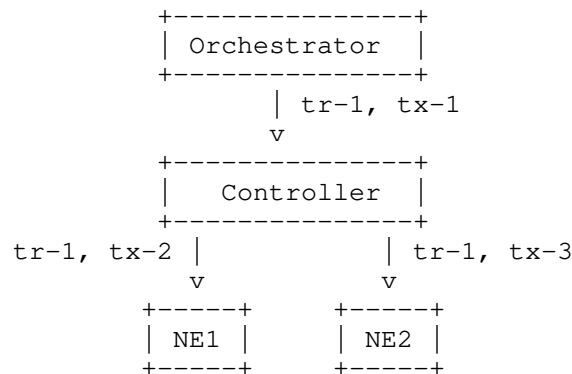 Orchestrator
tr-1, tx-1
v
Controller
tr-1, tx-2 tr-1, tx-3
v v
NE1 NE2